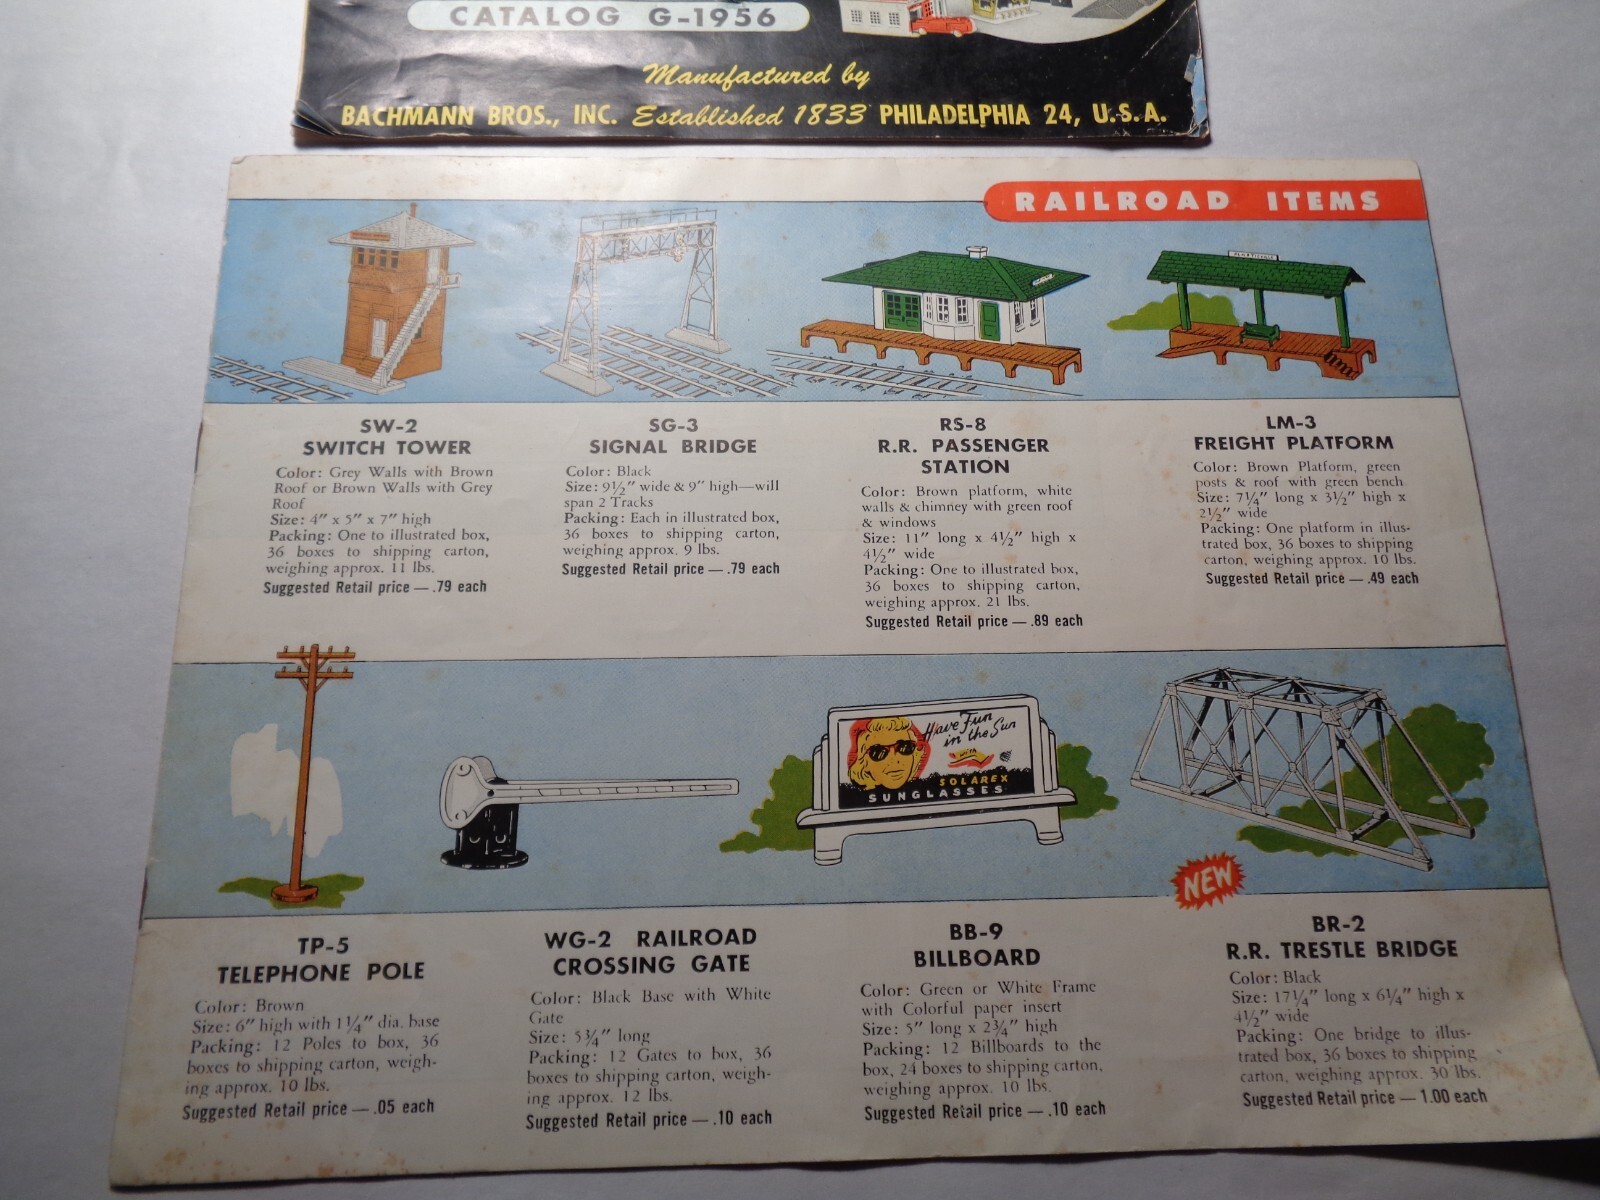 CATALOG G-1956
Manufactured by
BACHMANN BROS., INC. Established 1833 PHILADELPHIA 24, U.S.A.
RAILROAD ITEMS
SW-2
SWITCH TOWER
Color: Grey Walls with Brown
Roof or Brown Walls with Grey
Roof
Size: 4" x 5" x 7" high
Packing: One to illustrated box,
36 boxes to shipping carton,
weighing approx. 11 lbs.
Suggested Retail price — .79 each
SG-3
SIGNAL BRIDGE
Color: Black
Size: 9½" wide & 9" high—will
span 2 Tracks
Packing: Each in illustrated box,
36 boxes to shipping carton,
weighing approx. 9 lbs.
Suggested Retail price — .79 each
RS-8
R.R. PASSENGER
STATION
Color: Brown platform, white
walls & chimney with green roof
& windows
Size: 11" long x 4½" high x
4½" wide
Packing: One to illustrated box,
36 boxes to shipping carton,
weighing approx. 21 lbs.
Suggested Retail price — .89 each
LM-3
FREIGHT PLATFORM
Color: Brown Platform, green
posts & roof with green bench
Size: 7¼" long x 3½" high x
2½" wide
Packing: One platform in illus-
trated box, 36 boxes to shipping
carton, weighing approx. 10 lbs.
Suggested Retail price — .49 each
Have Fun
in the Sun
with
SOLAREX
SUNGLASSES
NEW
TP-5
TELEPHONE POLE
Color: Brown
Size: 6" high with 1¼" dia. base
Packing: 12 Poles to box, 36
boxes to shipping carton, weigh-
ing approx. 10 lbs.
Suggested Retail price — .05 each
WG-2 RAILROAD
CROSSING GATE
Color: Black Base with White
Gate
Size: 5¾" long
Packing: 12 Gates to box, 36
boxes to shipping carton, weigh-
ing approx. 12 lbs.
Suggested Retail price — .10 each
BB-9
BILLBOARD
Color: Green or White Frame
with Colorful paper insert
Size: 5" long x 2¾" high
Packing: 12 Billboards to the
box, 24 boxes to shipping carton,
weighing approx. 10 lbs.
Suggested Retail price — .10 each
BR-2
R.R. TRESTLE BRIDGE
Color: Black
Size: 17¼" long x 6¼" high x
4½" wide
Packing: One bridge to illus-
trated box, 36 boxes to shipping
carton, weighing approx. 30 lbs.
Suggested Retail price — 1.00 each